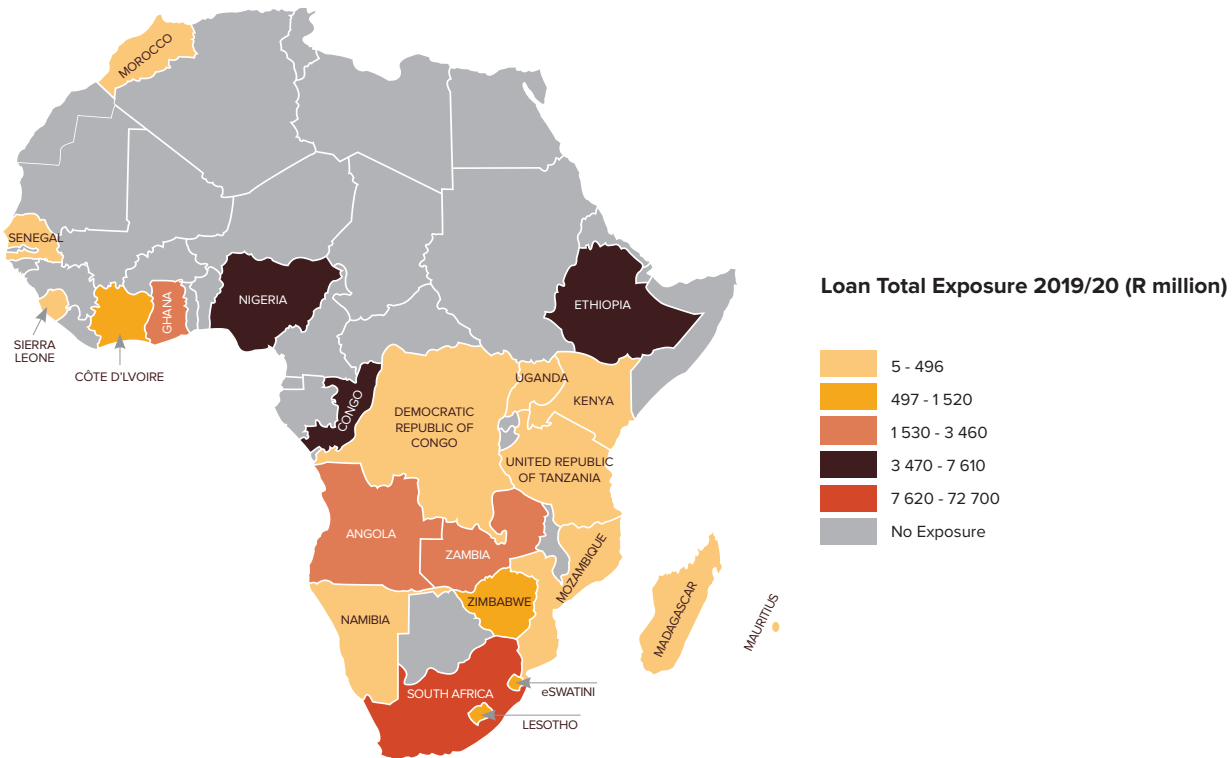 MOROCCO
SENEGAL
SIERRA
LEONE
CÔTE D'LVOIRE
GHANA
NIGERIA
ETHIOPIA
CONGO
DEMOCRATIC
REPUBLIC OF
CONGO
UGANDA
KENYA
UNITED REPUBLIC
OF TANZANIA
ANGOLA
ZAMBIA
MOZAMBIQUE
ZIMBABWE
NAMIBIA
MADAGASCAR
MAURITIUS
SOUTH AFRICA
eSWATINI
LESOTHO
Loan Total Exposure 2019/20 (R million)
5 - 496
497 - 1 520
1 530 - 3 460
3 470 - 7 610
7 620 - 72 700
No Exposure